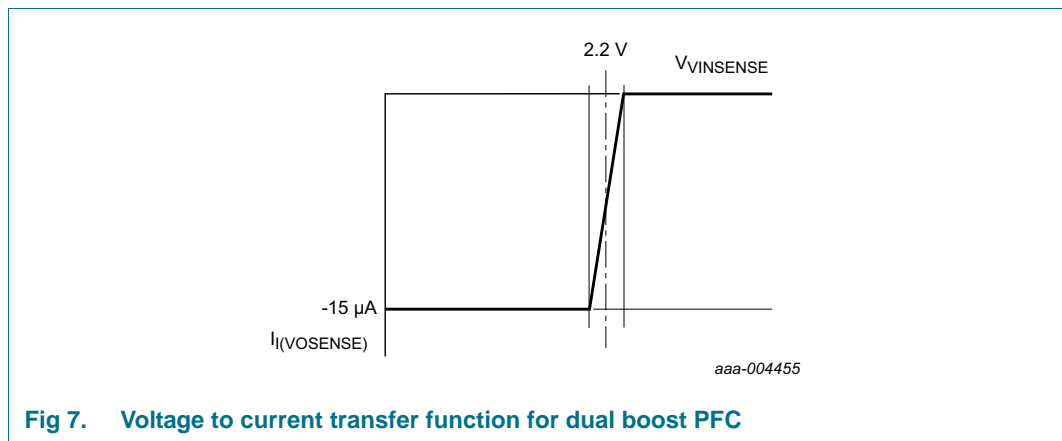 2.2 V
VVINSENSE
-15 μA
II(VOSENSE)
aaa-004455
Fig 7. Voltage to current transfer function for dual boost PFC